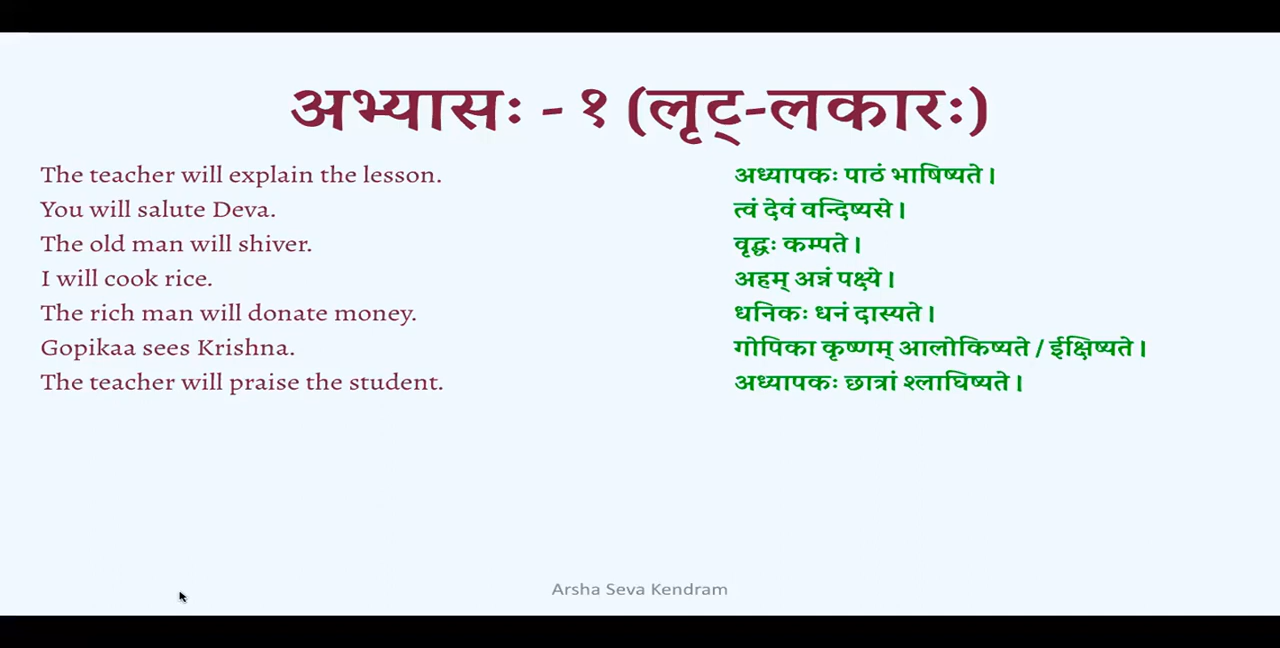 अभ्यासः - १ (लृट्-लकारः)
The teacher will explain the lesson. अध्यापकः पाठं भाषिष्यते ।
You will salute Deva. त्वं देवं वन्दिष्यसे ।
The old man will shiver. वृद्धः कम्पते ।
I will cook rice. अहम् अन्नं पक्ष्ये ।
The rich man will donate money. धनिकः धनं दास्यते ।
Gopikaa sees Krishna. गोपिका कृष्णम् आलोकिष्यते / ईक्षिष्यते ।
The teacher will praise the student. अध्यापकः छात्रां श्लाघिष्यते ।
Arsha Seva Kendram